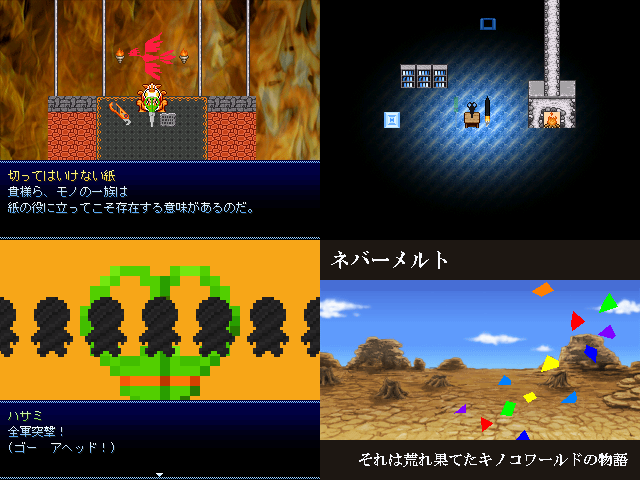 切ってはいけない紙
貴様ら、モノの一族は
紙の役に立ってこそ存在する意味があるのだ。
ハサミ
全軍突撃！
（ゴー　アヘッド！）
ネバーメルト
それは荒れ果てたキノコワールドの物語